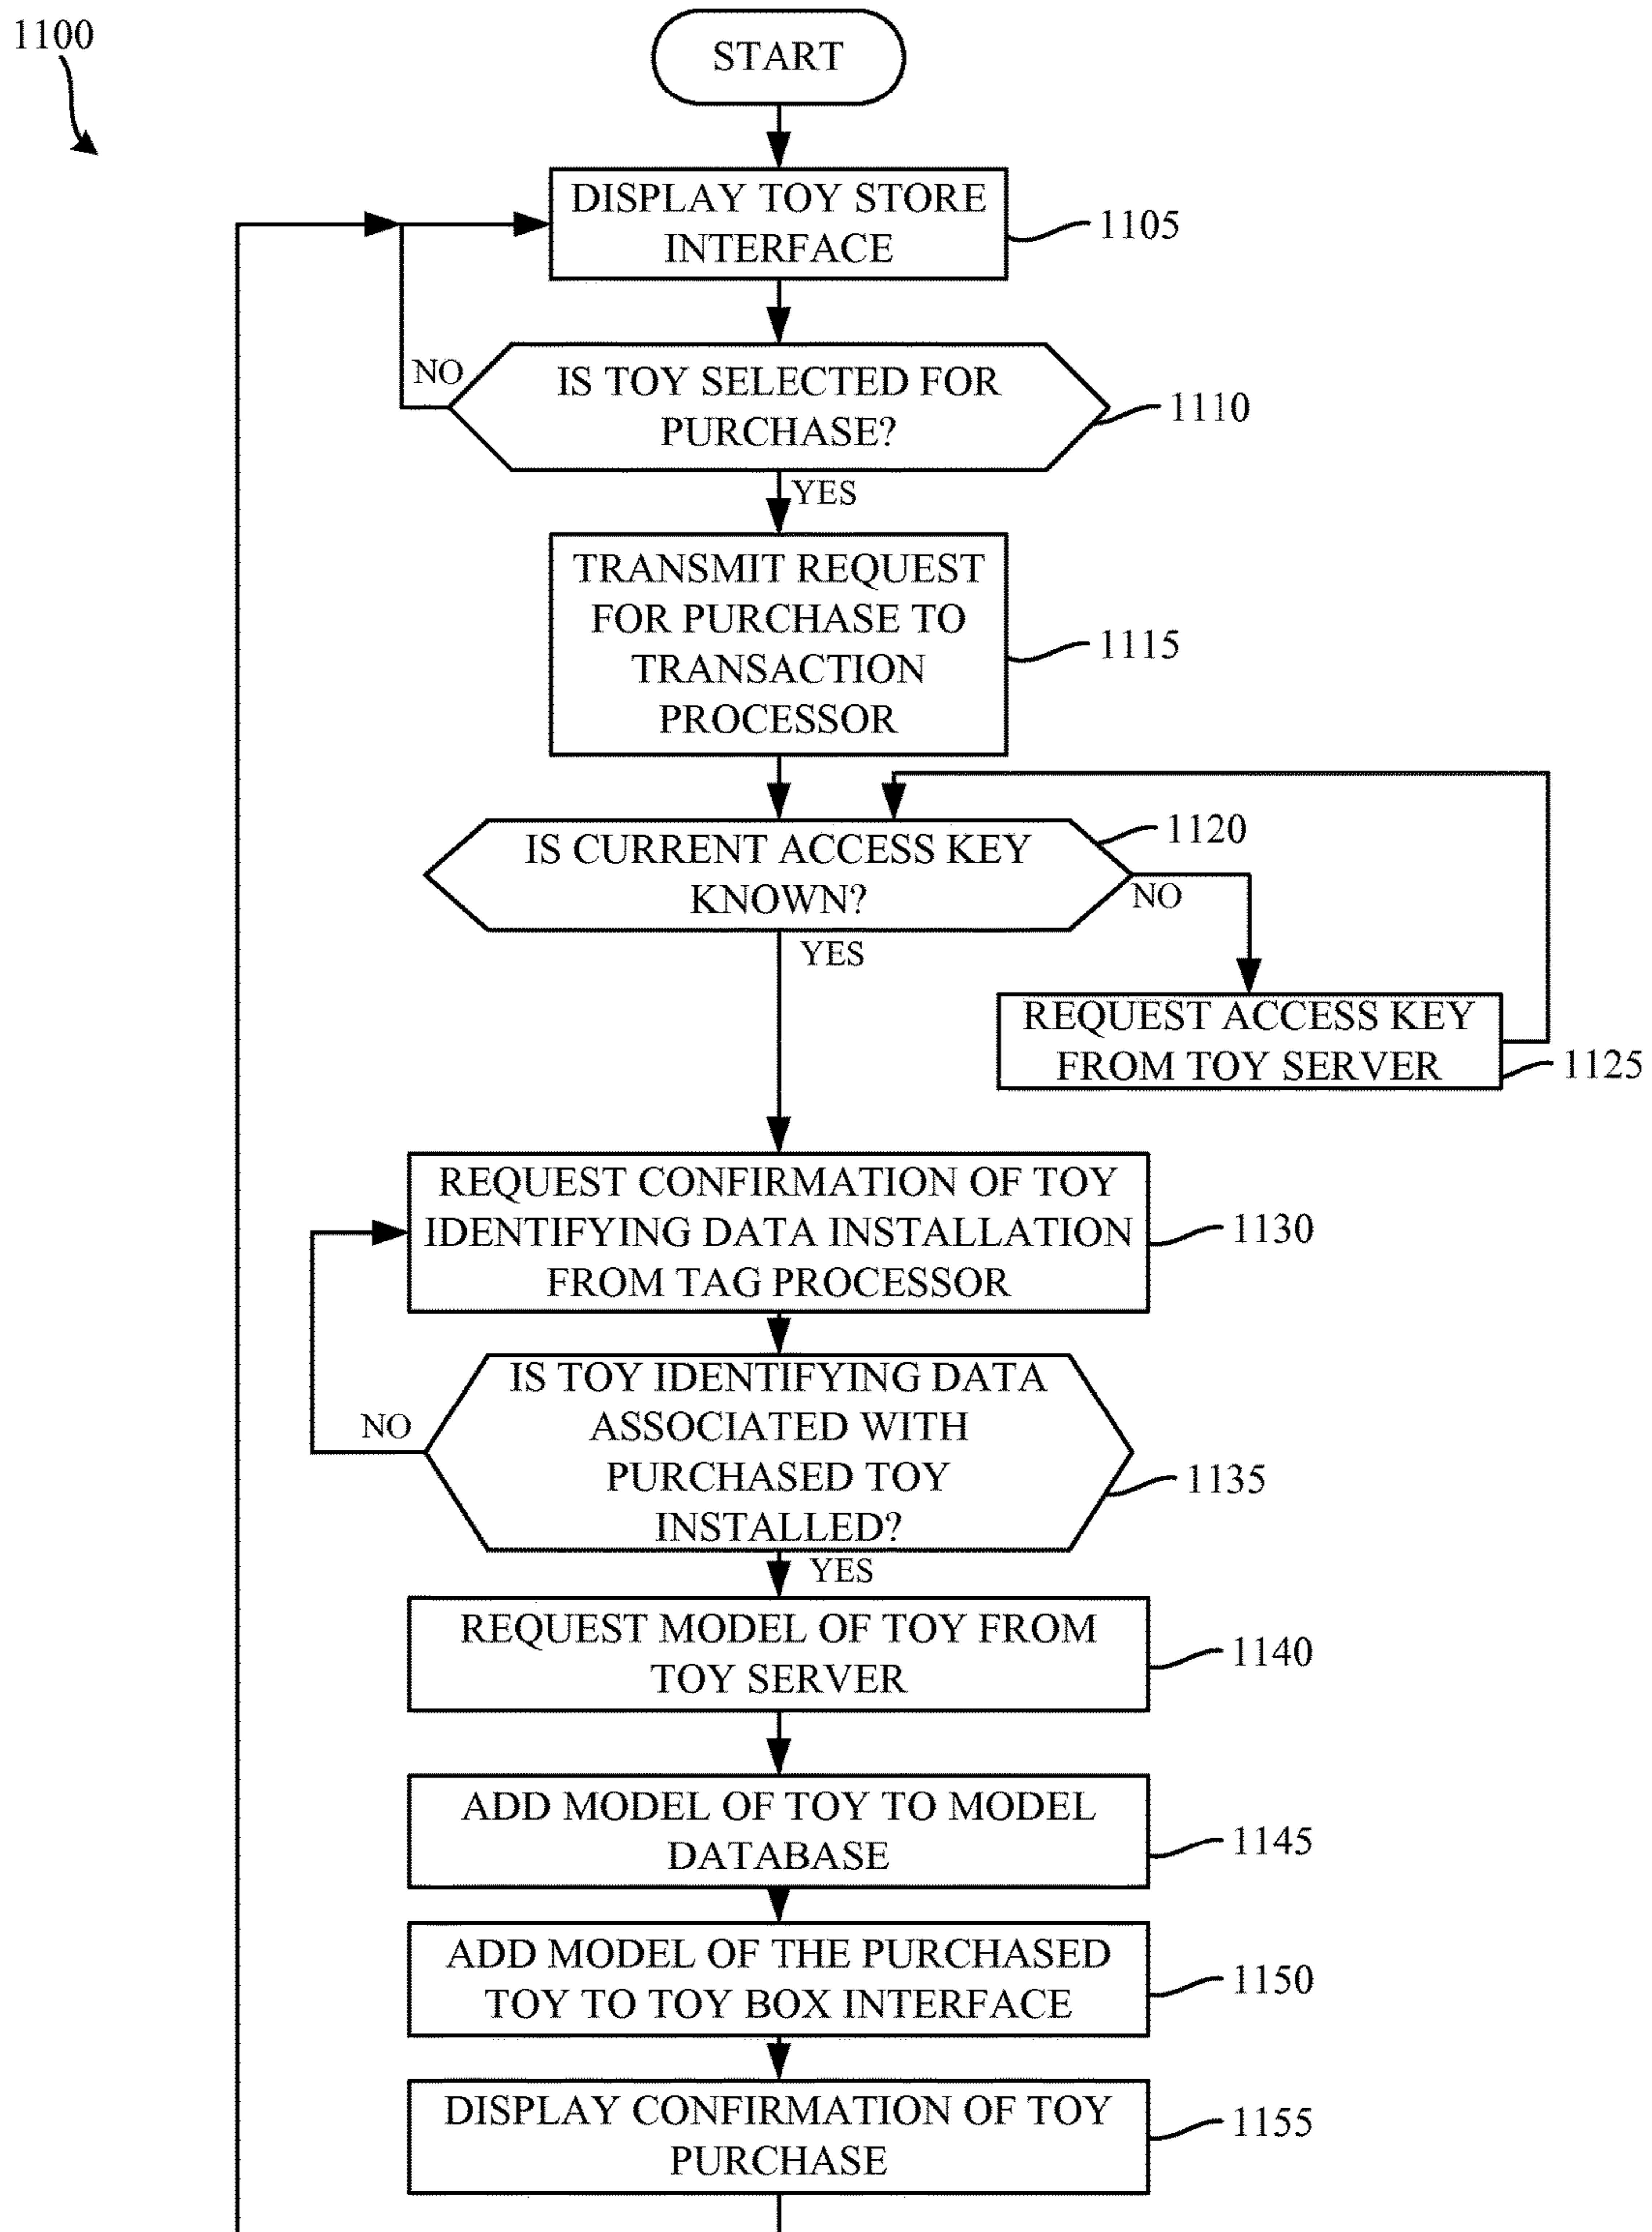 1100
START
DISPLAY TOY STORE
INTERFACE
1105
NO
IS TOY SELECTED FOR
PURCHASE?
1110
YES
TRANSMIT REQUEST
FOR PURCHASE TO
TRANSACTION
PROCESSOR
1115
IS CURRENT ACCESS KEY
KNOWN?
1120
NO
YES
REQUEST ACCESS KEY
FROM TOY SERVER
1125
REQUEST CONFIRMATION OF TOY
IDENTIFYING DATA INSTALLATION
FROM TAG PROCESSOR
1130
NO
IS TOY IDENTIFYING DATA
ASSOCIATED WITH
PURCHASED TOY
INSTALLED?
1135
YES
REQUEST MODEL OF TOY FROM
TOY SERVER
1140
ADD MODEL OF TOY TO MODEL
DATABASE
1145
ADD MODEL OF THE PURCHASED
TOY TO TOY BOX INTERFACE
1150
DISPLAY CONFIRMATION OF TOY
PURCHASE
1155